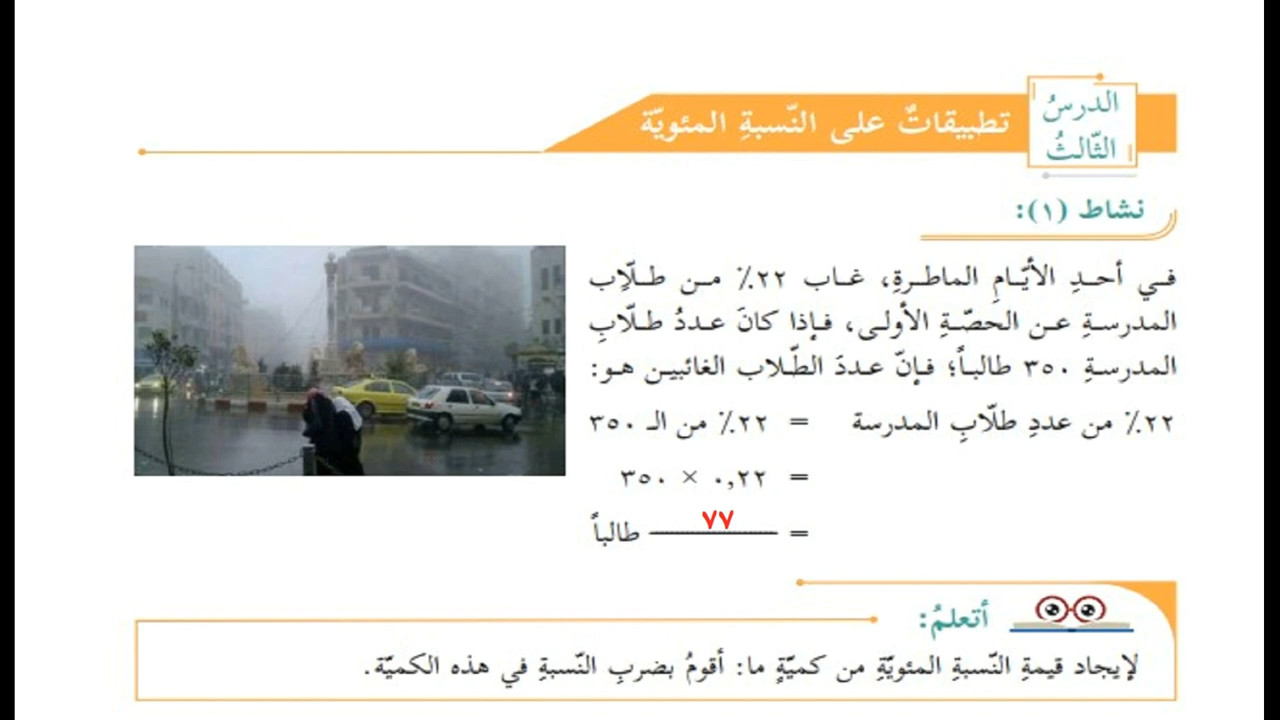 الدرسُ
الثّالثُ
تطبيقاتٌ على النّسبةِ المئويّة
نشاط (١):
في أحدِ الأيّامِ الماطرةِ، غاب ٢٢٪ من طلّابِ
المدرسةِ عن الحصّةِ الأولى، فإذا كانَ عددُ طلّابِ
المدرسةِ ٣٥٠ طالباً؛ فإنّ عددَ الطّلاب الغائبين هو:
٢٢٪ من عددِ طلّابِ المدرسة = ٢٢٪ من الـ ٣٥٠
= ٠,٢٢ × ٣٥٠
= ٧٧ طالباً
أتعلمُ:
لإيجاد قيمةِ النّسبةِ المئويّةِ من كميّةٍ ما: أقومُ بضربِ النّسبةِ في هذه الكميّة.